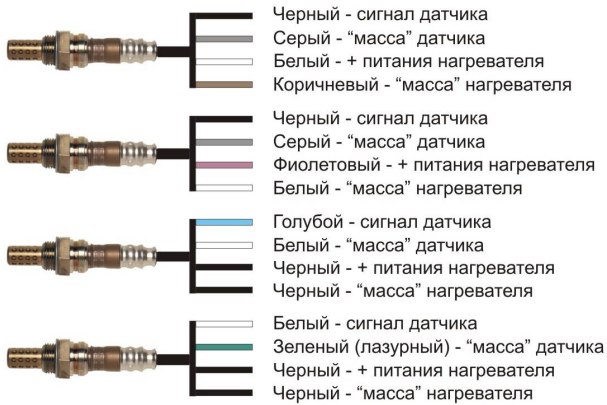 Черный - сигнал датчика
Серый - “масса” датчика
Белый - + питания нагревателя
Коричневый - “масса” нагревателя
Черный - сигнал датчика
Серый - “масса” датчика
Фиолетовый - + питания нагревателя
Белый - “масса” нагревателя
Голубой - сигнал датчика
Белый - “масса” датчика
Черный - + питания нагревателя
Черный - “масса” нагревателя
Белый - сигнал датчика
Зеленый (лазурный) - “масса” датчика
Черный - + питания нагревателя
Черный - “масса” нагревателя